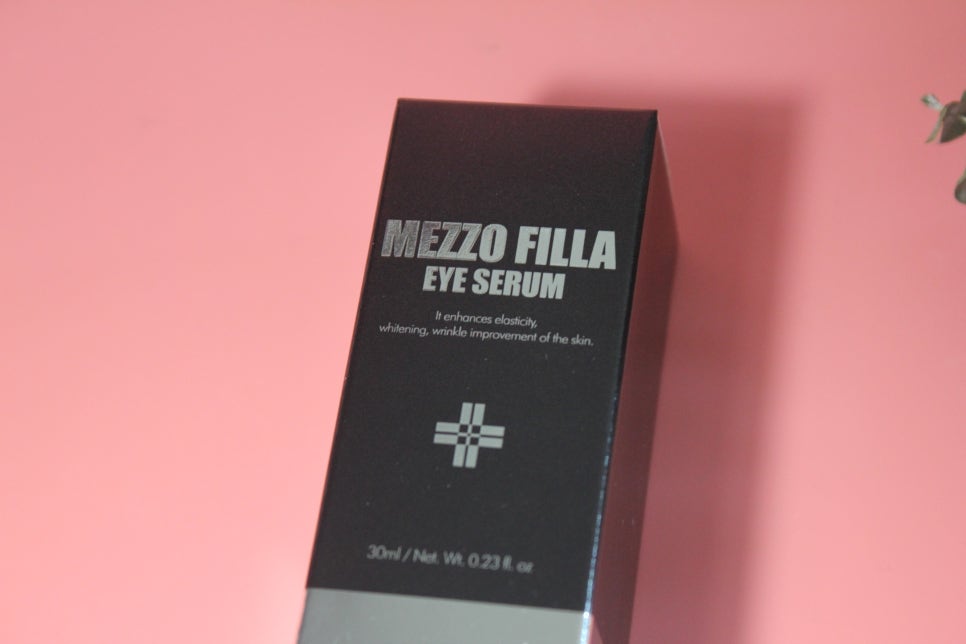 MEZZO FILLA
EYE SERUM
It enhances elasticity,
whitening, wrinkle improvement of the skin.
30ml / Net. Wt. 0.23 fl. oz